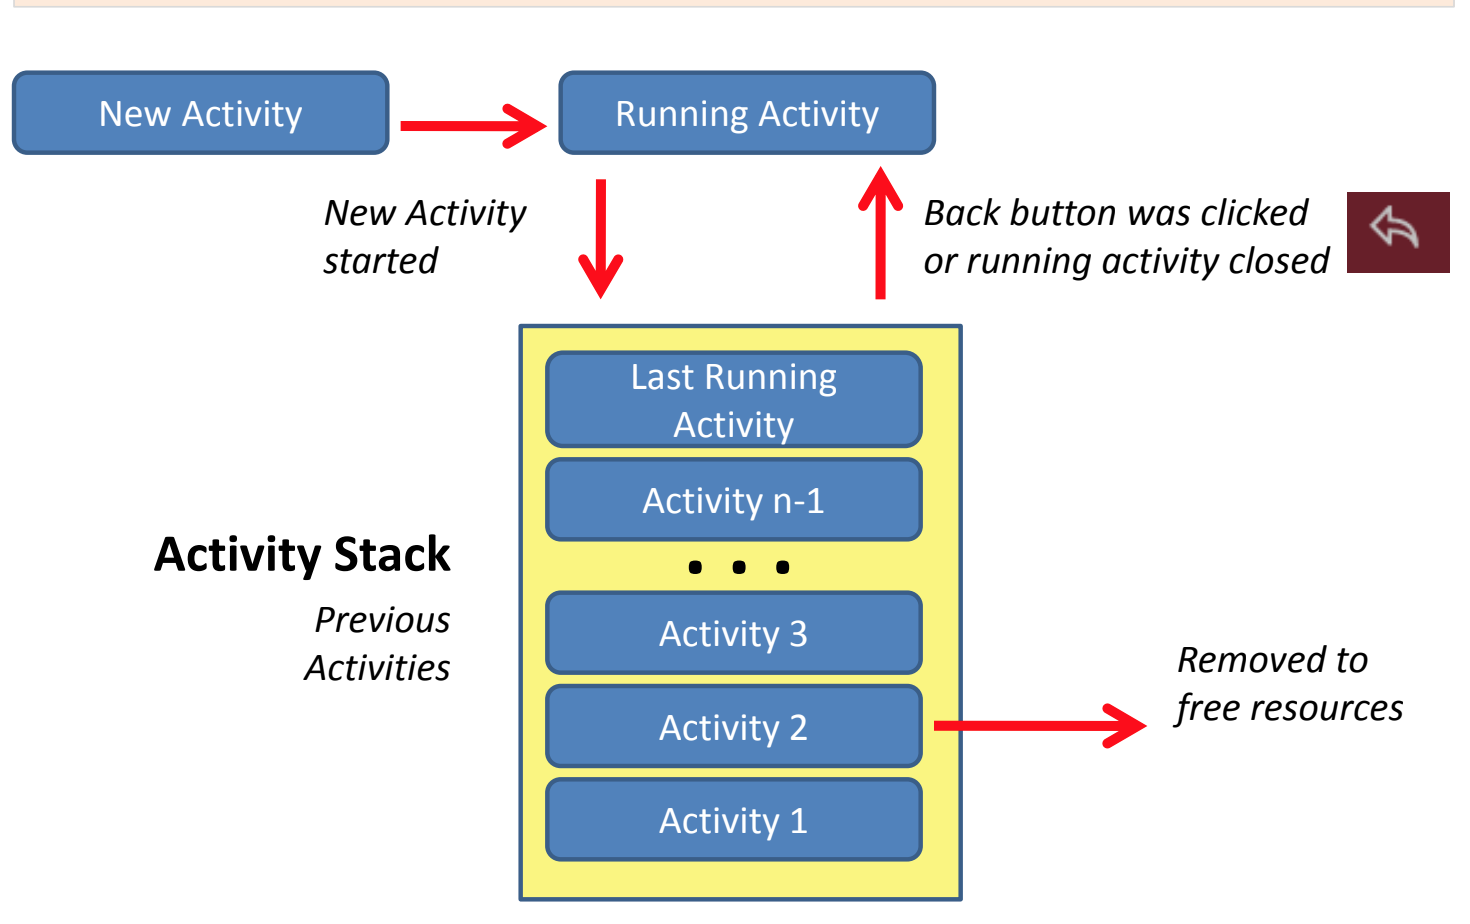 New Activity
Running Activity
New Activity
started
Back button was clicked
or running activity closed
Last Running
Activity
Activity n-1
. . .
Activity Stack
Previous
Activities
Activity 3
Activity 2
Activity 1
Removed to
free resources